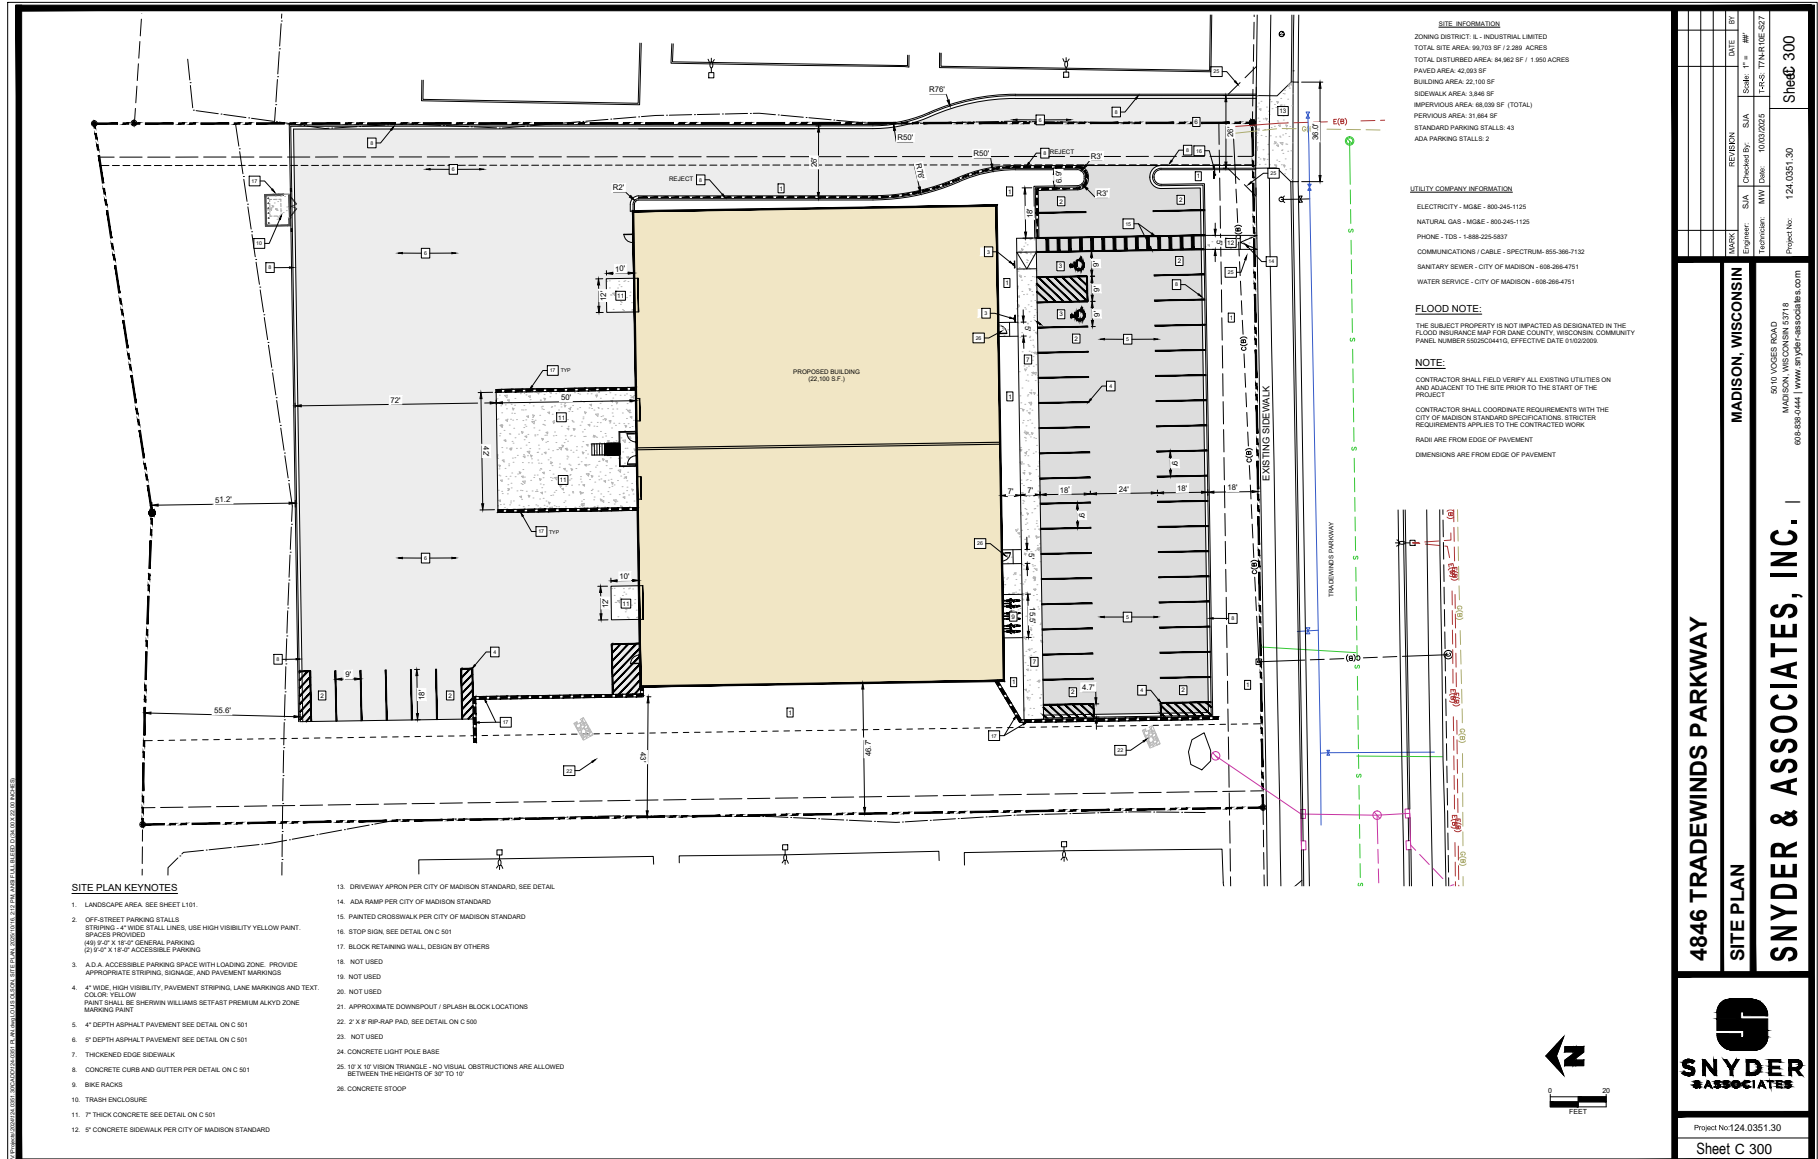 SITE INFORMATION
ZONING DISTRICT: IL - INDUSTRIAL LIMITED
TOTAL SITE AREA: 99,703 SF / 2.289 ACRES
TOTAL DISTURBED AREA: 84,962 SF / 1.950 ACRES
PAVED AREA: 42,093 SF
BUILDING AREA: 22,100 SF
SIDEWALK AREA: 3,846 SF
IMPERVIOUS AREA: 68,039 SF (TOTAL)
PERVIOUS AREA: 31,664 SF
STANDARD PARKING STALLS: 43
ADA PARKING STALLS: 2
UTILITY COMPANY INFORMATION
ELECTRICITY - MG&E - 800-245-1125
NATURAL GAS - MG&E - 800-245-1125
PHONE - TDS - 1-888-225-5837
COMMUNICATIONS / CABLE - SPECTRUM- 855-366-7132
SANITARY SEWER - CITY OF MADISON - 608-266-4751
WATER SERVICE - CITY OF MADISON - 608-266-4751
FLOOD NOTE:
THE SUBJECT PROPERTY IS NOT IMPACTED AS DESIGNATED IN THE
FLOOD INSURANCE MAP FOR DANE COUNTY, WISCONSIN. COMMUNITY
PANEL NUMBER 55025C0441G, EFFECTIVE DATE 01/02/2009.
NOTE:
CONTRACTOR SHALL FIELD VERIFY ALL EXISTING UTILITIES ON
AND ADJACENT TO THE SITE PRIOR TO THE START OF THE
PROJECT
CONTRACTOR SHALL COORDINATE REQUIREMENTS WITH THE
CITY OF MADISON STANDARD SPECIFICATIONS. STRICTER
REQUIREMENTS APPLIES TO THE CONTRACTED WORK
RADII ARE FROM EDGE OF PAVEMENT
DIMENSIONS ARE FROM EDGE OF PAVEMENT
R76'
R50'
R50'
R76'
REJECT
REJECT
R3'
R3'
R2'
6.9'
26'
26'
36.0'
18'
10'
12'
9'
9'
9'
5'
5'
PROPOSED BUILDING
(22,100 S.F.)
17 TYP
72'
50'
42'
17 TYP
51.2'
7'
7'
18'
24'
18'
18'
9'
9'
5'
10'
12'
15.5'
9'
18'
55.6'
4.7'
43'
46.7'
EXISTING SIDEWALK
TRADEWINDS PARKWAY
E(B)
C(B)
G(B)
SITE PLAN KEYNOTES
1. LANDSCAPE AREA. SEE SHEET L101.
2. OFF-STREET PARKING STALLS
STRIPING - 4" WIDE STALL LINES, USE HIGH VISIBILITY YELLOW PAINT.
SPACES PROVIDED
(49) 9'-0" X 18'-0" GENERAL PARKING
(2) 9'-0" X 18'-0" ACCESSIBLE PARKING
3. A.D.A. ACCESSIBLE PARKING SPACE WITH LOADING ZONE. PROVIDE
APPROPRIATE STRIPING, SIGNAGE, AND PAVEMENT MARKINGS
4. 4" WIDE, HIGH VISIBILITY, PAVEMENT STRIPING, LANE MARKINGS AND TEXT.
COLOR: YELLOW
PAINT SHALL BE SHERWIN WILLIAMS SETFAST PREMIUM ALKYD ZONE
MARKING PAINT
5. 4" DEPTH ASPHALT PAVEMENT SEE DETAIL ON C 501
6. 5" DEPTH ASPHALT PAVEMENT SEE DETAIL ON C 501
7. THICKENED EDGE SIDEWALK
8. CONCRETE CURB AND GUTTER PER DETAIL ON C 501
9. BIKE RACKS
10. TRASH ENCLOSURE
11. 7" THICK CONCRETE SEE DETAIL ON C 501
12. 5" CONCRETE SIDEWALK PER CITY OF MADISON STANDARD
13. DRIVEWAY APRON PER CITY OF MADISON STANDARD, SEE DETAIL
14. ADA RAMP PER CITY OF MADISON STANDARD
15. PAINTED CROSSWALK PER CITY OF MADISON STANDARD
16. STOP SIGN, SEE DETAIL ON C 501
17. BLOCK RETAINING WALL, DESIGN BY OTHERS
18. NOT USED
19. NOT USED
20. NOT USED
21. APPROXIMATE DOWNSPOUT / SPLASH BLOCK LOCATIONS
22. 2' X 8' RIP-RAP PAD, SEE DETAIL ON C 500
23. NOT USED
24. CONCRETE LIGHT POLE BASE
25. 10' X 10' VISION TRIANGLE - NO VISUAL OBSTRUCTIONS ARE ALLOWED
BETWEEN THE HEIGHTS OF 30" TO 10'
26. CONCRETE STOOP
N
0 20
FEET
MARK REVISION DATE BY
Engineer: SJA Checked By: SJA Scale: 1" = ##'
Technician: MW Date: 10/03/2025 T-R-S: T7N-R10E-S27
Project No: 124.0351.30 Sheet C 300
4846 TRADEWINDS PARKWAY
SITE PLAN
MADISON, WISCONSIN
SNYDER & ASSOCIATES, INC. |
5010 VOGES ROAD
MADISON, WISCONSIN 53718
608-838-0444 | www.snyder-associates.com
SNYDER
& ASSOCIATES
Project No:124.0351.30
Sheet C 300